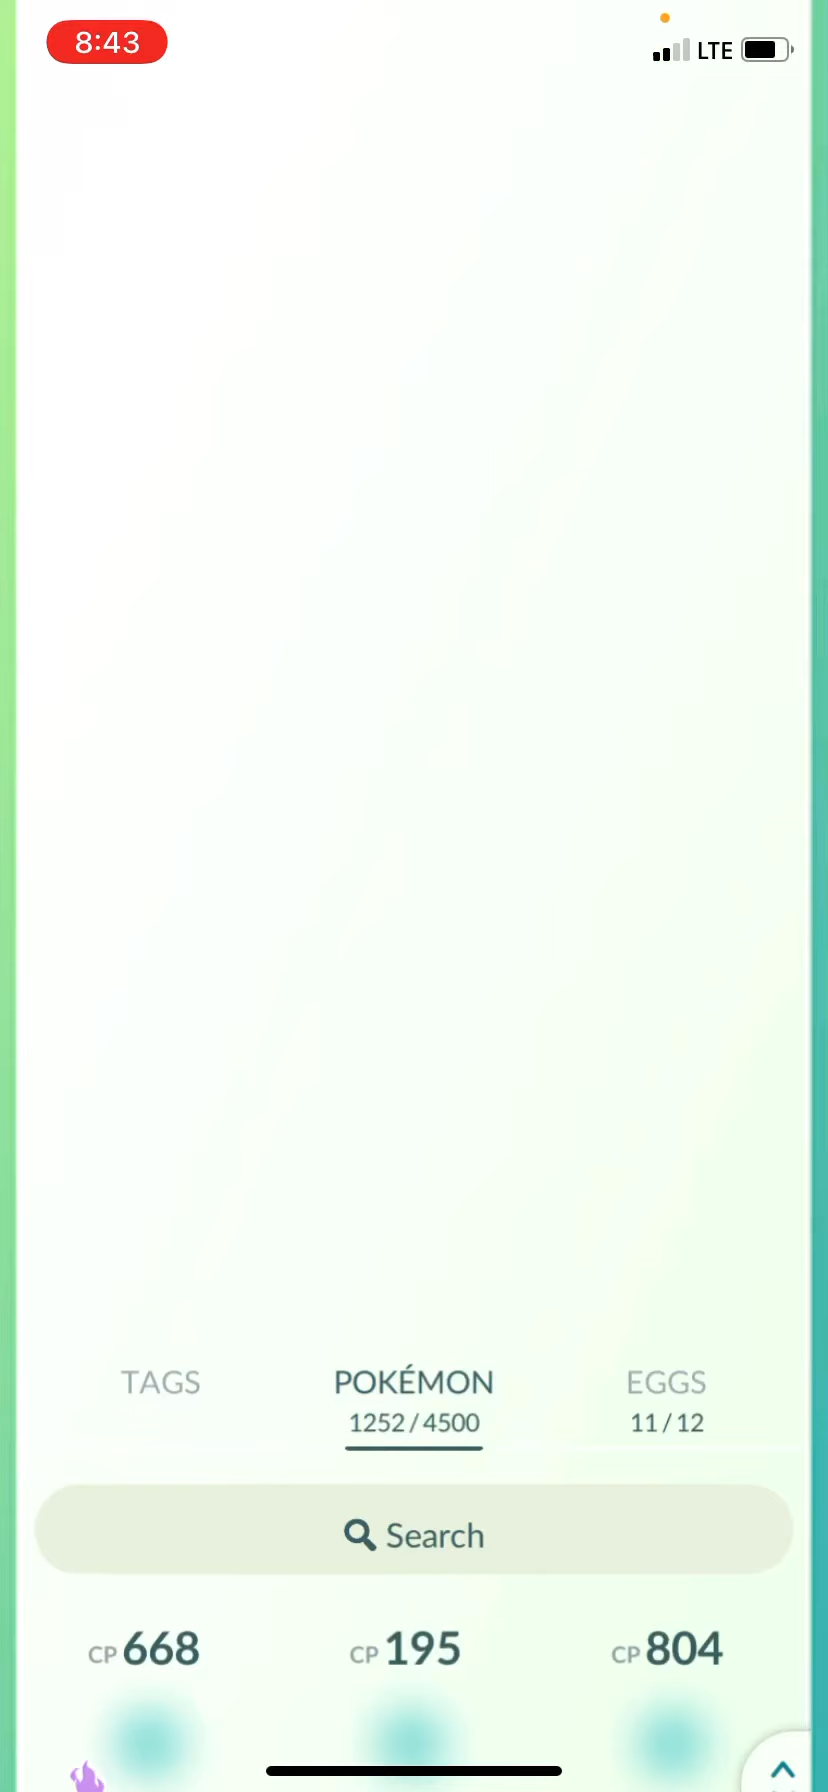 8:43
LTE
TAGS
POKÉMON
EGGS
1252 / 4500
11 / 12
Search
CP 668
CP 195
CP 804